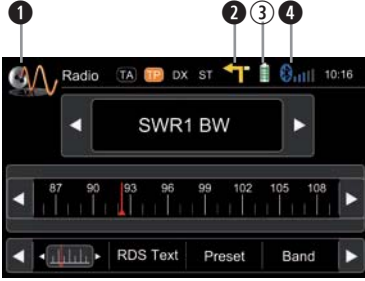 1 2 3 4
Radio TA TP DX ST 10:16
SWR1 BW
87 90 93 96 99 102 105 108
RDS Text Preset Band